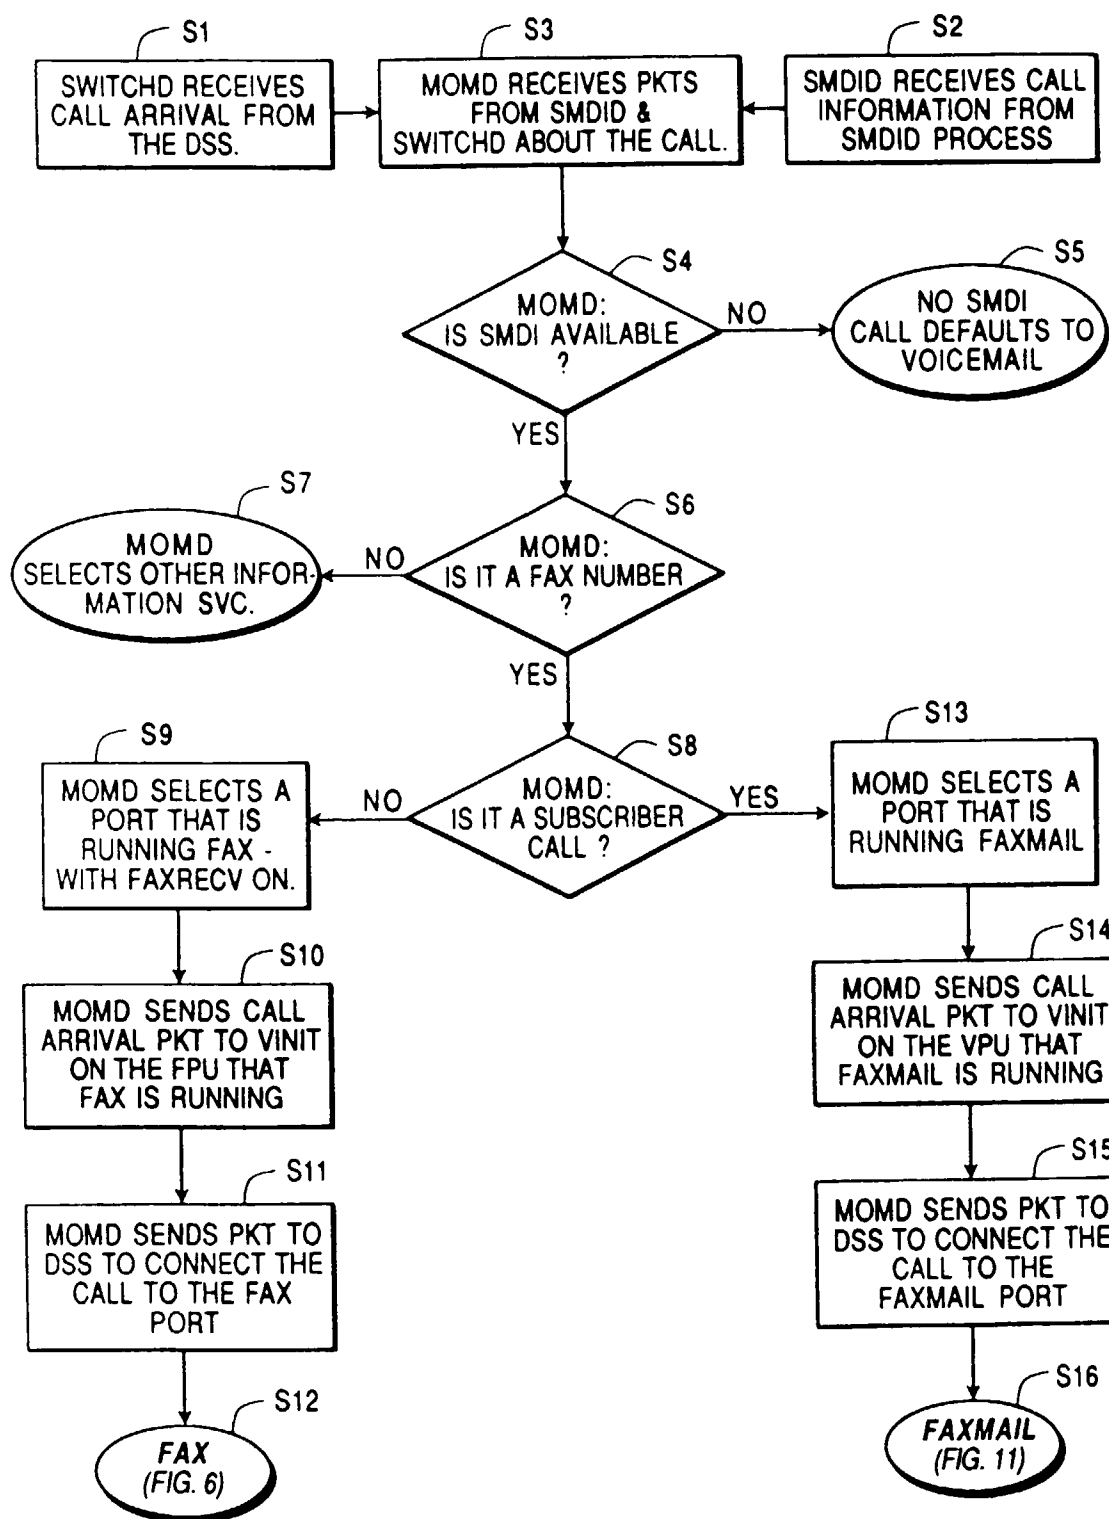 S1
SWITCHD RECEIVES
CALL ARRIVAL FROM
THE DSS.
S3
MOMD RECEIVES PKTS
FROM SMDID &
SWITCHD ABOUT THE CALL.
S2
SMDID RECEIVES CALL
INFORMATION FROM
SMDID PROCESS
S4
MOMD:
IS SMDI AVAILABLE
?
NO
S5
NO SMDI
CALL DEFAULTS TO
VOICEMAIL
YES
S6
MOMD:
IS IT A FAX NUMBER
?
NO
S7
MOMD
SELECTS OTHER INFOR-
MATION SVC.
YES
S8
MOMD:
IS IT A SUBSCRIBER
CALL ?
NO
YES
S9
MOMD SELECTS A
PORT THAT IS
RUNNING FAX -
WITH FAXRECV ON.
S10
MOMD SENDS CALL
ARRIVAL PKT TO VINIT
ON THE FPU THAT
FAX IS RUNNING
S11
MOMD SENDS PKT TO
DSS TO CONNECT THE
CALL TO THE FAX
PORT
S12
FAX
(FIG. 6)
S13
MOMD SELECTS A
PORT THAT IS
RUNNING FAXMAIL
S14
MOMD SENDS CALL
ARRIVAL PKT TO VINIT
ON THE VPU THAT
FAXMAIL IS RUNNING
S15
MOMD SENDS PKT TO
DSS TO CONNECT THE
CALL TO THE
FAXMAIL PORT
S16
FAXMAIL
(FIG. 11)